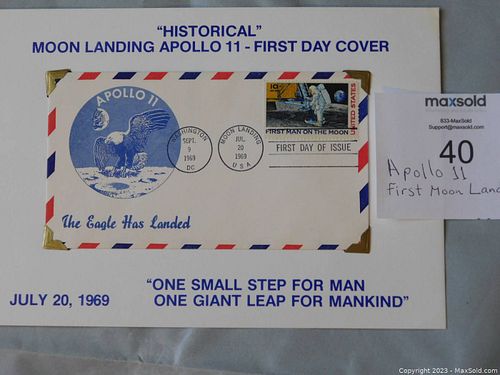 "HISTORICAL"
MOON LANDING APOLLO 11 - FIRST DAY COVER
APOLLO 11
WASHINGTON
SEPT.
9
1969
DC
MOON LANDING
JUL
20
1969
U S A
10¢
UNITED STATES
FIRST MAN ON THE MOON
FIRST DAY OF ISSUE
The Eagle Has Landed
maxsold
833-MaxSold
Support@maxsold.com
40
Apollo 11
First Moon Land
JULY 20, 1969
"ONE SMALL STEP FOR MAN
ONE GIANT LEAP FOR MANKIND"
Copyright 2023 - MaxSold.com